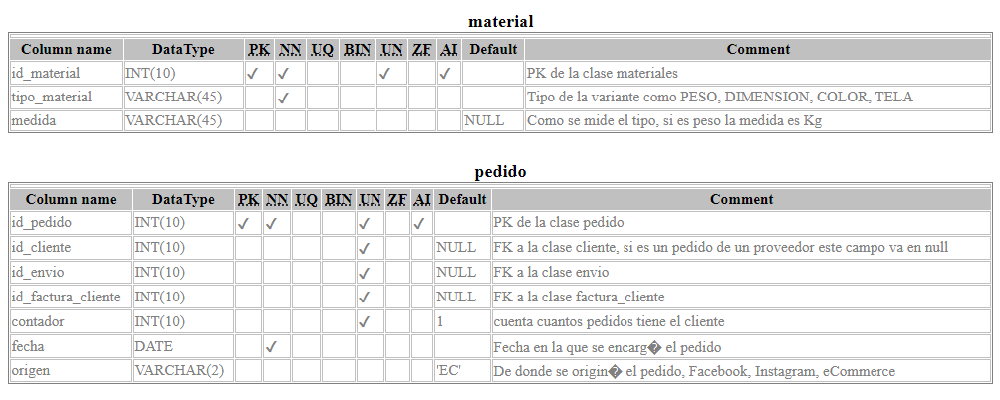 material
Column name DataType PK NN UQ BIN UN ZF AI Default Comment
id_material INT(10) ✓ ✓ ✓ ✓ PK de la clase materiales
tipo_material VARCHAR(45) ✓ Tipo de la variante como PESO, DIMENSION, COLOR, TELA
medida VARCHAR(45) NULL Como se mide el tipo, si es peso la medida es Kg
pedido
Column name DataType PK NN UQ BIN UN ZF AI Default Comment
id_pedido INT(10) ✓ ✓ ✓ ✓ PK de la clase pedido
id_cliente INT(10) ✓ NULL FK a la clase cliente, si es un pedido de un proveedor este campo va en null
id_envio INT(10) ✓ NULL FK a la clase envio
id_factura_cliente INT(10) ✓ NULL FK a la clase factura_cliente
contador INT(10) ✓ 1 cuenta cuantos pedidos tiene el cliente
fecha DATE ✓ Fecha en la que se encarg� el pedido
origen VARCHAR(2) 'EC' De donde se origin� el pedido, Facebook, Instagram, eCommerce